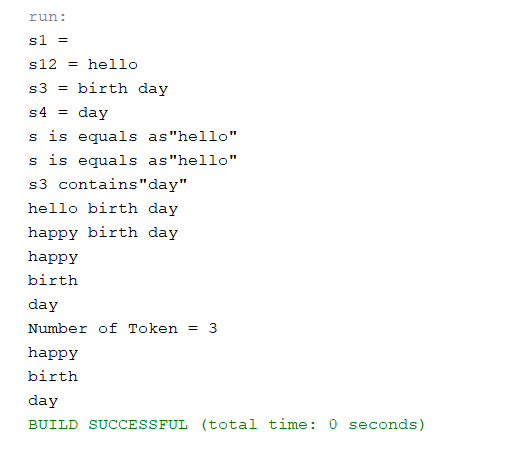 run:
s1 =
s12 = hello
s3 = birth day
s4 = day
s is equals as"hello"
s is equals as"hello"
s3 contains"day"
hello birth day
happy birth day
happy
birth
day
Number of Token = 3
happy
birth
day
BUILD SUCCESSFUL (total time: 0 seconds)